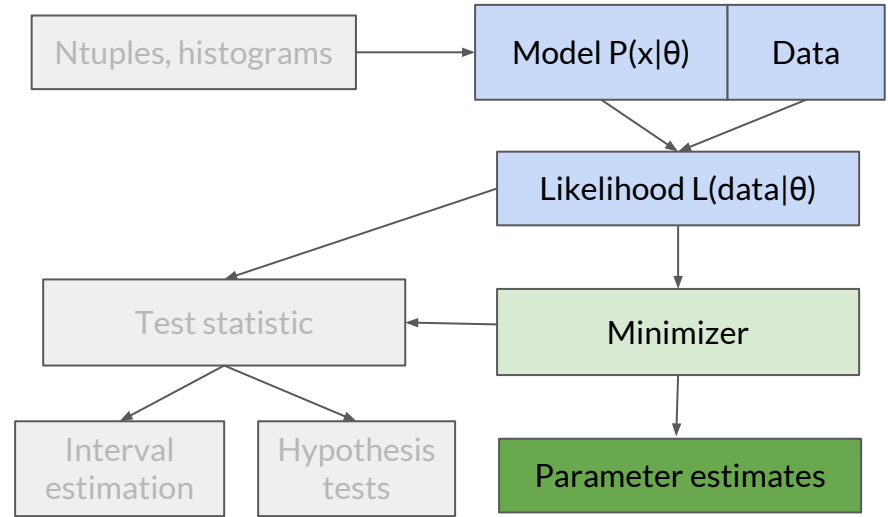 Ntuples, histograms
Model P(x|θ)
Data
Likelihood L(data|θ)
Test statistic
Minimizer
Interval
estimation
Hypothesis
tests
Parameter estimates